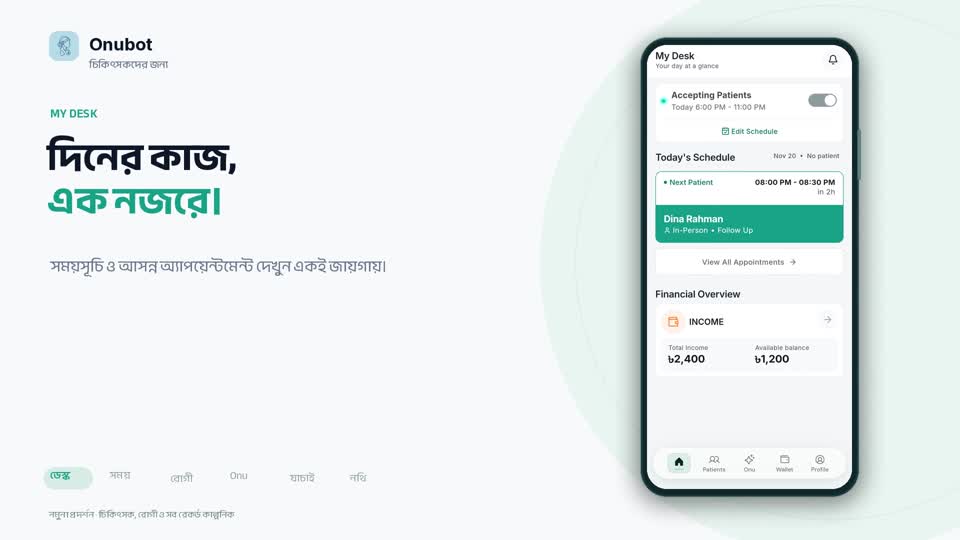 Onubot
চিকিৎসকদের জন্য
MY DESK
দিনের কাজ,
এক নজরে।
সময়সূচি ও আসন্ন অ্যাপয়েন্টমেন্ট দেখুন একই জায়গায়।
ডেস্ক
সময়
রোগী
Onu
যাচাই
নথি
নমুনা প্রদর্শন · চিকিৎসক, রোগী ও সব রেকর্ড কাল্পনিক
My Desk
Your day at a glance
Accepting Patients
Today 6:00 PM - 11:00 PM
Edit Schedule
Today's Schedule Nov 20 • No patient
• Next Patient 08:00 PM - 08:30 PM
in 2h
Dina Rahman
In-Person • Follow Up
View All Appointments →
Financial Overview
INCOME →
Total Income Available balance
৳2,400 ৳1,200
Patients Onu Wallet Profile